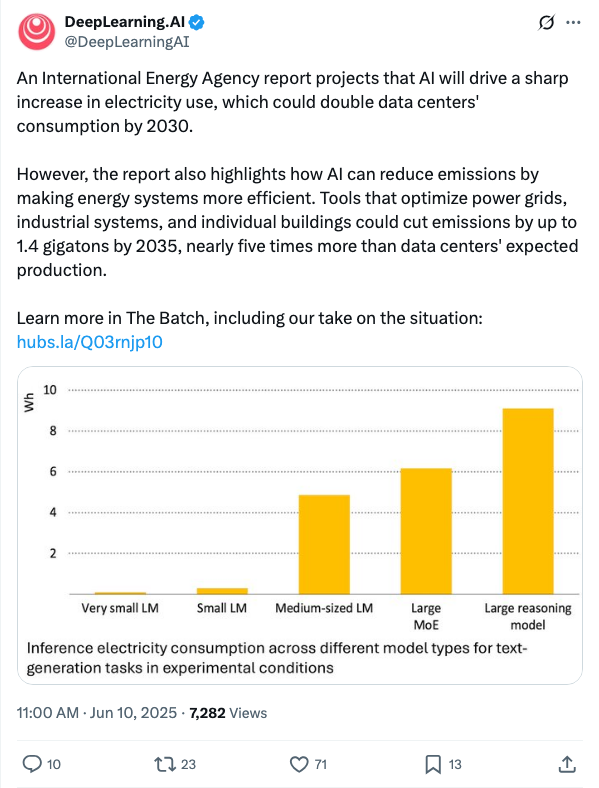 DeepLearning.AI
@DeepLearningAI
An International Energy Agency report projects that AI will drive a sharp
increase in electricity use, which could double data centers'
consumption by 2030.
However, the report also highlights how AI can reduce emissions by
making energy systems more efficient. Tools that optimize power grids,
industrial systems, and individual buildings could cut emissions by up to
1.4 gigatons by 2035, nearly five times more than data centers' expected
production.
Learn more in The Batch, including our take on the situation:
hubs.la/Q03rnjp10
Wh
10
8
6
4
2
Very small LM
Small LM
Medium-sized LM
Large
MoE
Large reasoning
model
Inference electricity consumption across different model types for text-
generation tasks in experimental conditions
11:00 AM · Jun 10, 2025 · 7,282 Views
10
23
71
13